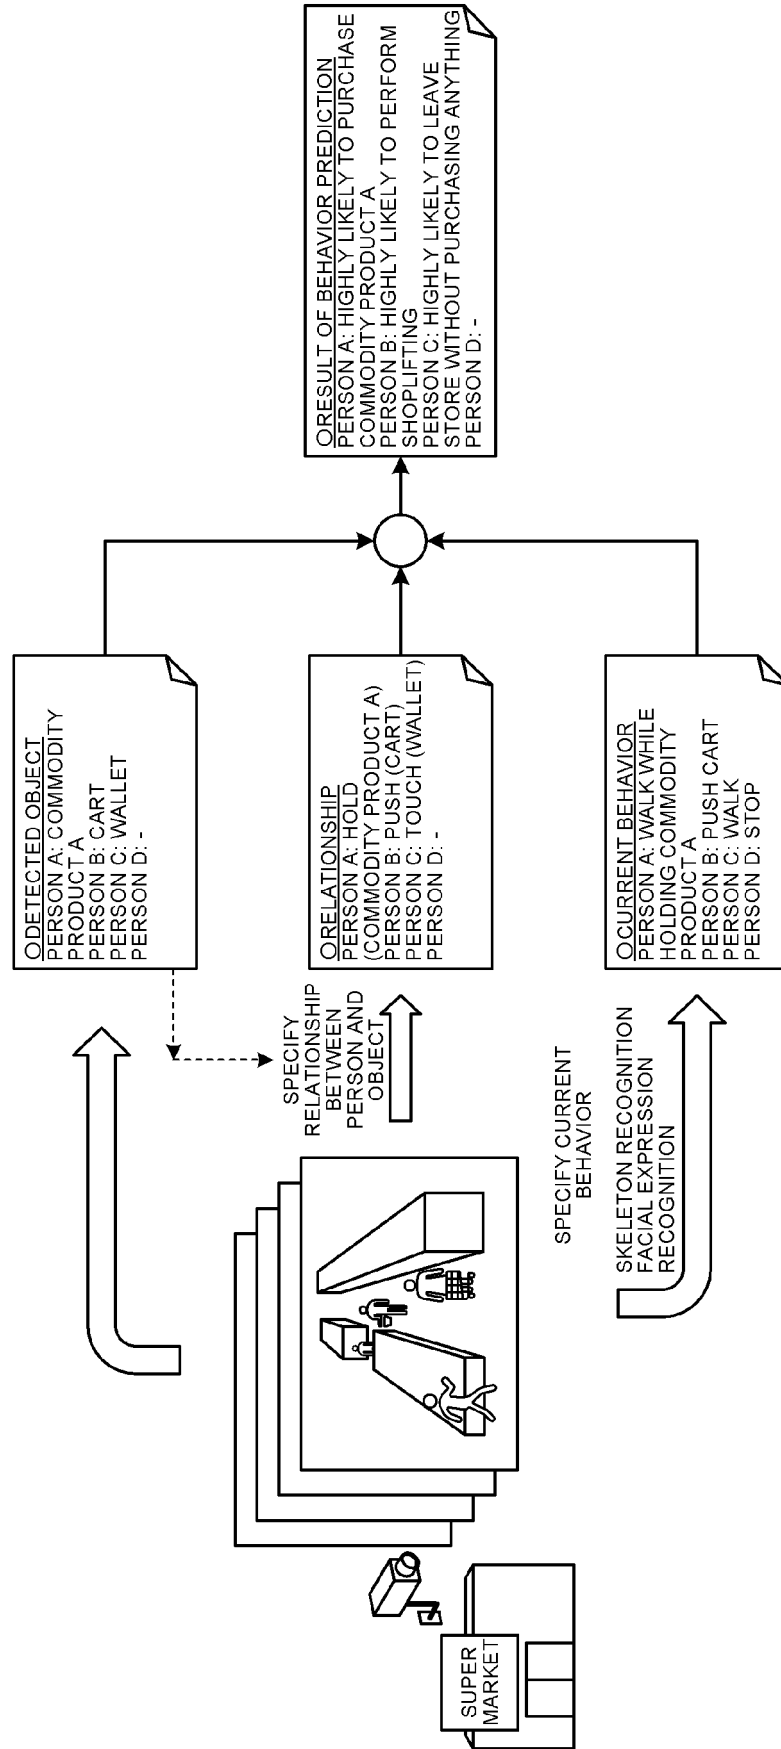 SUPER
MARKET
SPECIFY
RELATIONSHIP
BETWEEN
PERSON AND
OBJECT
SPECIFY CURRENT
BEHAVIOR
SKELETON RECOGNITION
FACIAL EXPRESSION
RECOGNITION
ODETECTED OBJECT
PERSON A: COMMODITY
PRODUCT A
PERSON B: CART
PERSON C: WALLET
PERSON D: -
ORELATIONSHIP
PERSON A: HOLD
(COMMODITY PRODUCT A)
PERSON B: PUSH (CART)
PERSON C: TOUCH (WALLET)
PERSON D: -
OCURRENT BEHAVIOR
PERSON A: WALK WHILE
HOLDING COMMODITY
PRODUCT A
PERSON B: PUSH CART
PERSON C: WALK
PERSON D: STOP
ORESULT OF BEHAVIOR PREDICTION
PERSON A: HIGHLY LIKELY TO PURCHASE
COMMODITY PRODUCT A
PERSON B: HIGHLY LIKELY TO PERFORM
SHOPLIFTING
PERSON C: HIGHLY LIKELY TO LEAVE
STORE WITHOUT PURCHASING ANYTHING
PERSON D: -